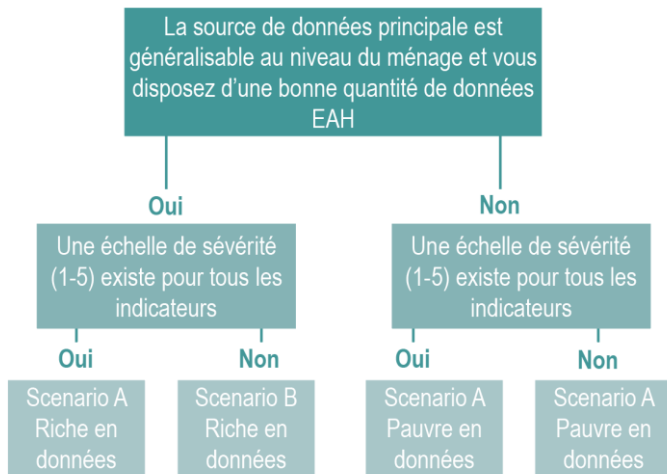 La source de données principale est
généralisable au niveau du ménage et vous
disposez d'une bonne quantité de données
EAH
Oui
Non
Une échelle de sévérité
(1-5) existe pour tous les
indicateurs
Une échelle de sévérité
(1-5) existe pour tous les
indicateurs
Oui
Non
Oui
Non
Scenario A
Riche en
données
Scenario B
Riche en
données
Scenario A
Pauvre en
données
Scenario A
Pauvre en
données